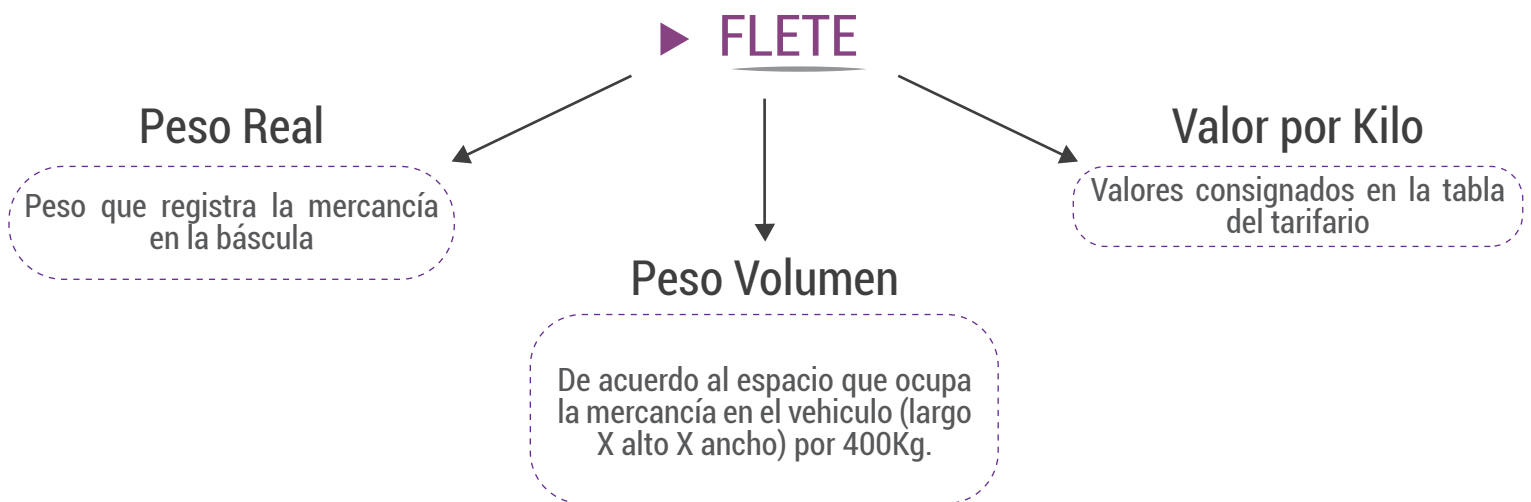 FLETE
Peso Real
Peso que registra la mercancía
en la báscula
Peso Volumen
De acuerdo al espacio que ocupa
la mercancía en el vehiculo (largo
X alto X ancho) por 400Kg.
Valor por Kilo
Valores consignados en la tabla
del tarifario